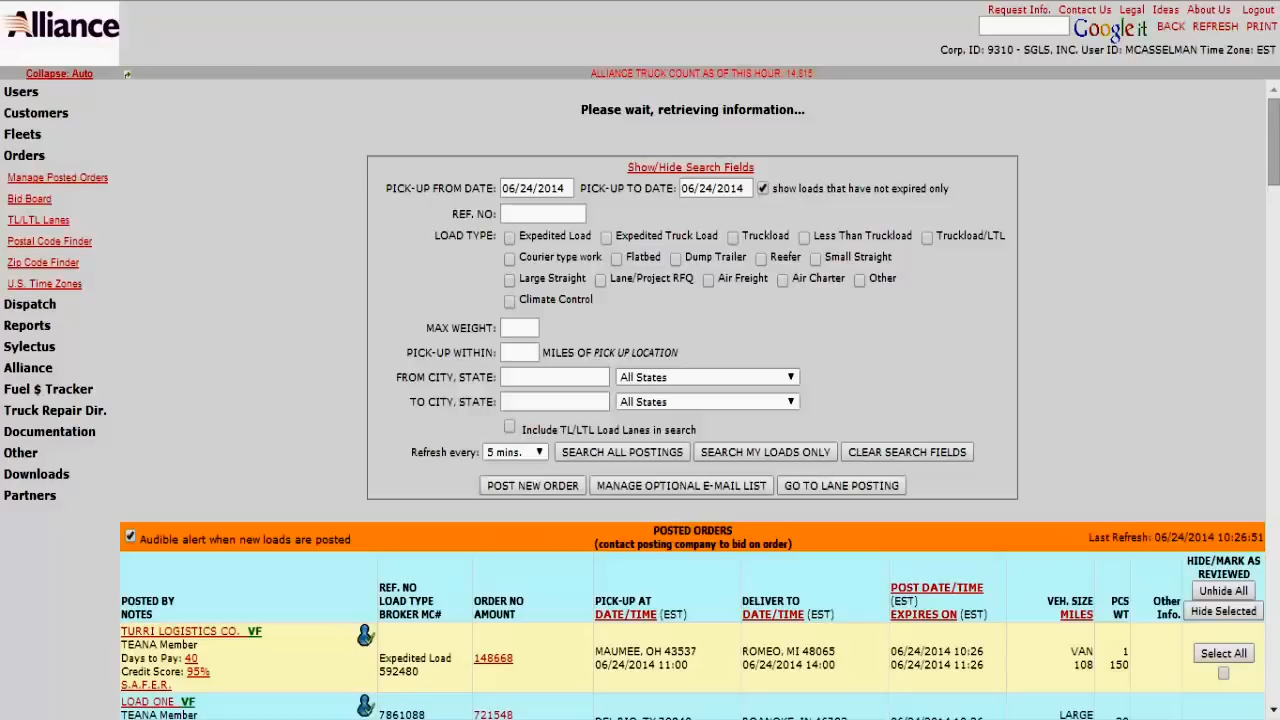 Alliance
Request Info. Contact Us Legal Ideas About Us Logout
Google it BACK REFRESH PRINT
Corp. ID: 9310 - SGLS, INC. User ID: MCASSELMAN Time Zone: EST
Collapse: Auto
ALLIANCE TRUCK COUNT AS OF THIS HOUR. 14,815
Users
Customers
Fleets
Orders
Manage Posted Orders
Bid Board
TL/LTL Lanes
Postal Code Finder
Zip Code Finder
U.S. Time Zones
Dispatch
Reports
Sylectus
Alliance
Fuel $ Tracker
Truck Repair Dir.
Documentation
Other
Downloads
Partners
Please wait, retrieving information...
Show/Hide Search Fields
PICK-UP FROM DATE: 06/24/2014 PICK-UP TO DATE: 06/24/2014 show loads that have not expired only
REF. NO:
LOAD TYPE: Expedited Load Expedited Truck Load Truckload Less Than Truckload Truckload/LTL
Courier type work Flatbed Dump Trailer Reefer Small Straight
Large Straight Lane/Project RFQ Air Freight Air Charter Other
Climate Control
MAX WEIGHT:
PICK-UP WITHIN: MILES OF PICK UP LOCATION
FROM CITY, STATE: All States
TO CITY, STATE: All States
Include TL/LTL Load Lanes in search
Refresh every: 5 mins. SEARCH ALL POSTINGS SEARCH MY LOADS ONLY CLEAR SEARCH FIELDS
POST NEW ORDER MANAGE OPTIONAL E-MAIL LIST GO TO LANE POSTING
Audible alert when new loads are posted
POSTED ORDERS
(contact posting company to bid on order)
Last Refresh: 06/24/2014 10:26:51
POSTED BY
NOTES
REF. NO
LOAD TYPE
BROKER MC#
ORDER NO
AMOUNT
PICK-UP AT
DATE/TIME (EST)
DELIVER TO
DATE/TIME (EST)
POST DATE/TIME
(EST)
EXPIRES ON (EST)
VEH. SIZE
MILES
PCS
WT
Other
Info.
HIDE/MARK AS
REVIEWED
Unhide All
Hide Selected
TURRI LOGISTICS CO. VF
TEANA Member
Days to Pay: 40
Credit Score: 95%
S.A.F.E.R.
Expedited Load
592480
148668
MAUMEE, OH 43537
06/24/2014 11:00
ROMEO, MI 48065
06/24/2014 14:00
06/24/2014 10:26
06/24/2014 11:26
VAN
108
1
150
Select All
LOAD ONE VF
TEANA Member
7861088
721548
LARGE